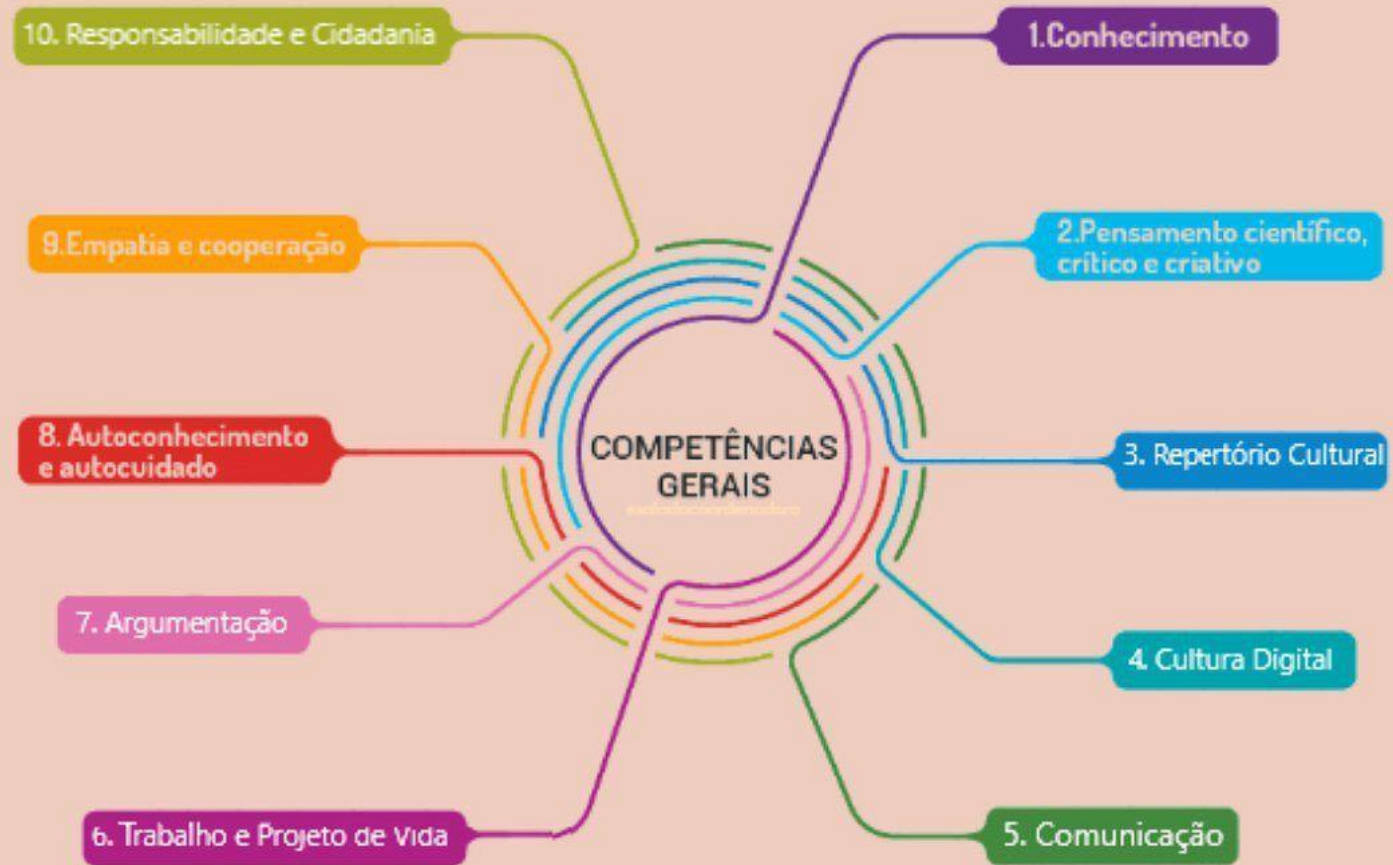 COMPETÊNCIAS
GERAIS
1.Conhecimento
2.Pensamento científico,
crítico e criativo
3. Repertório Cultural
4. Cultura Digital
5. Comunicação
6. Trabalho e Projeto de Vida
7. Argumentação
8. Autoconhecimento
e autocuidado
9.Empatia e cooperação
10. Responsabilidade e Cidadania